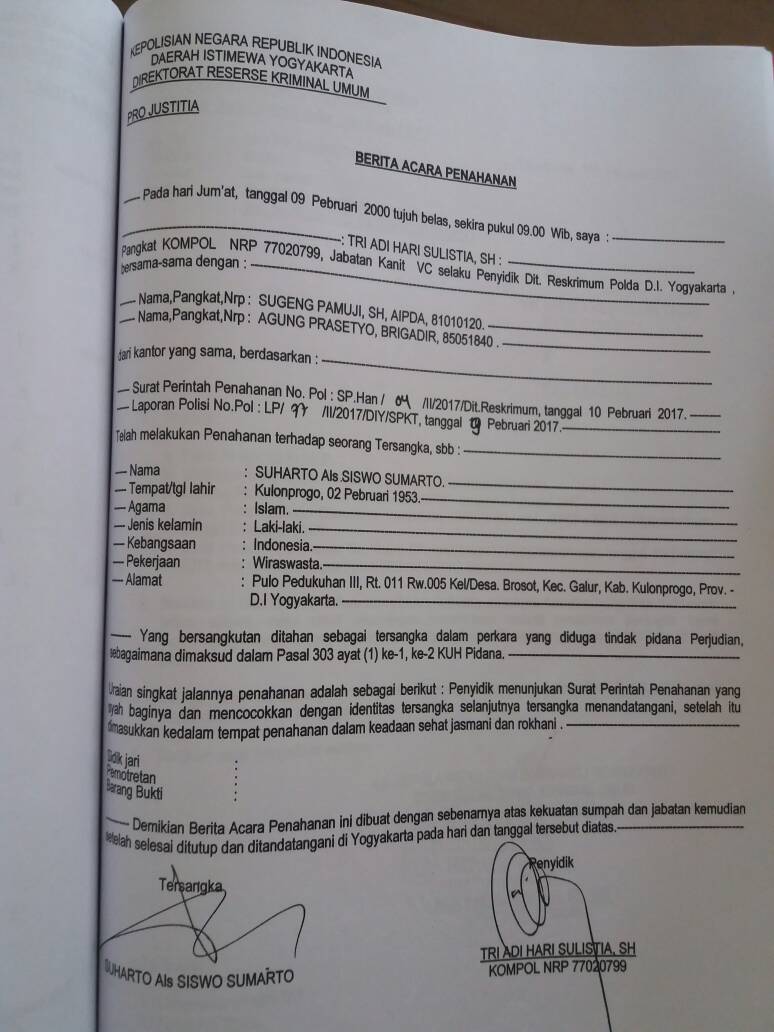 KEPOLISIAN NEGARA REPUBLIK INDONESIA
DAERAH ISTIMEWA YOGYAKARTA
DIREKTORAT RESERSE KRIMINAL UMUM
PRO JUSTITIA
BERITA ACARA PENAHANAN
Pada hari Jum'at, tanggal 09 Pebruari 2000 tujuh belas, sekira pukul 09.00 Wib, saya :
: TRI ADI HARI SULISTIA, SH :
Pangkat KOMPOL NRP 77020799, Jabatan Kanit VC selaku Penyidik Dit. Reskrimum Polda D.I. Yogyakarta ,
bersama-sama dengan :
Nama,Pangkat,Nrp : SUGENG PAMUJI, SH, AIPDA, 81010120.
Nama,Pangkat,Nrp : AGUNG PRASETYO, BRIGADIR, 85051840 .
dari kantor yang sama, berdasarkan :
Surat Perintah Penahanan No. Pol : SP.Han / 04 /II/2017/Dit.Reskrimum, tanggal 10 Pebruari 2017.
Laporan Polisi No.Pol : LP/ /II/2017/DIY/SPKT, tanggal 9 Pebruari 2017.
Telah melakukan Penahanan terhadap seorang Tersangka, sbb :
Nama : SUHARTO Als SISWO SUMARTO.
Tempat/tgl lahir : Kulonprogo, 02 Pebruari 1953.
Agama : Islam.
Jenis kelamin : Laki-laki.
Kebangsaan : Indonesia.
Pekerjaan : Wiraswasta.
Alamat : Pulo Pedukuhan III, Rt. 011 Rw.005 Kel/Desa. Brosot, Kec. Galur, Kab. Kulonprogo, Prov. -
D.I Yogyakarta.
Yang bersangkutan ditahan sebagai tersangka dalam perkara yang diduga tindak pidana Perjudian,
sebagaimana dimaksud dalam Pasal 303 ayat (1) ke-1, ke-2 KUH Pidana.
Uraian singkat jalannya penahanan adalah sebagai berikut : Penyidik menunjukan Surat Perintah Penahanan yang
syah baginya dan mencocokkan dengan identitas tersangka selanjutnya tersangka menandatangani, setelah itu
dimasukkan kedalam tempat penahanan dalam keadaan sehat jasmani dan rokhani .
Sidik jari :
Pemotretan :
Barang Bukti :
Demikian Berita Acara Penahanan ini dibuat dengan sebenarnya atas kekuatan sumpah dan jabatan kemudian
setelah selesai ditutup dan ditandatangani di Yogyakarta pada hari dan tanggal tersebut diatas.
Tersangka
Penyidik
SUHARTO Als SISWO SUMARTO
TRI ADI HARI SULISTIA, SH
KOMPOL NRP 77020799